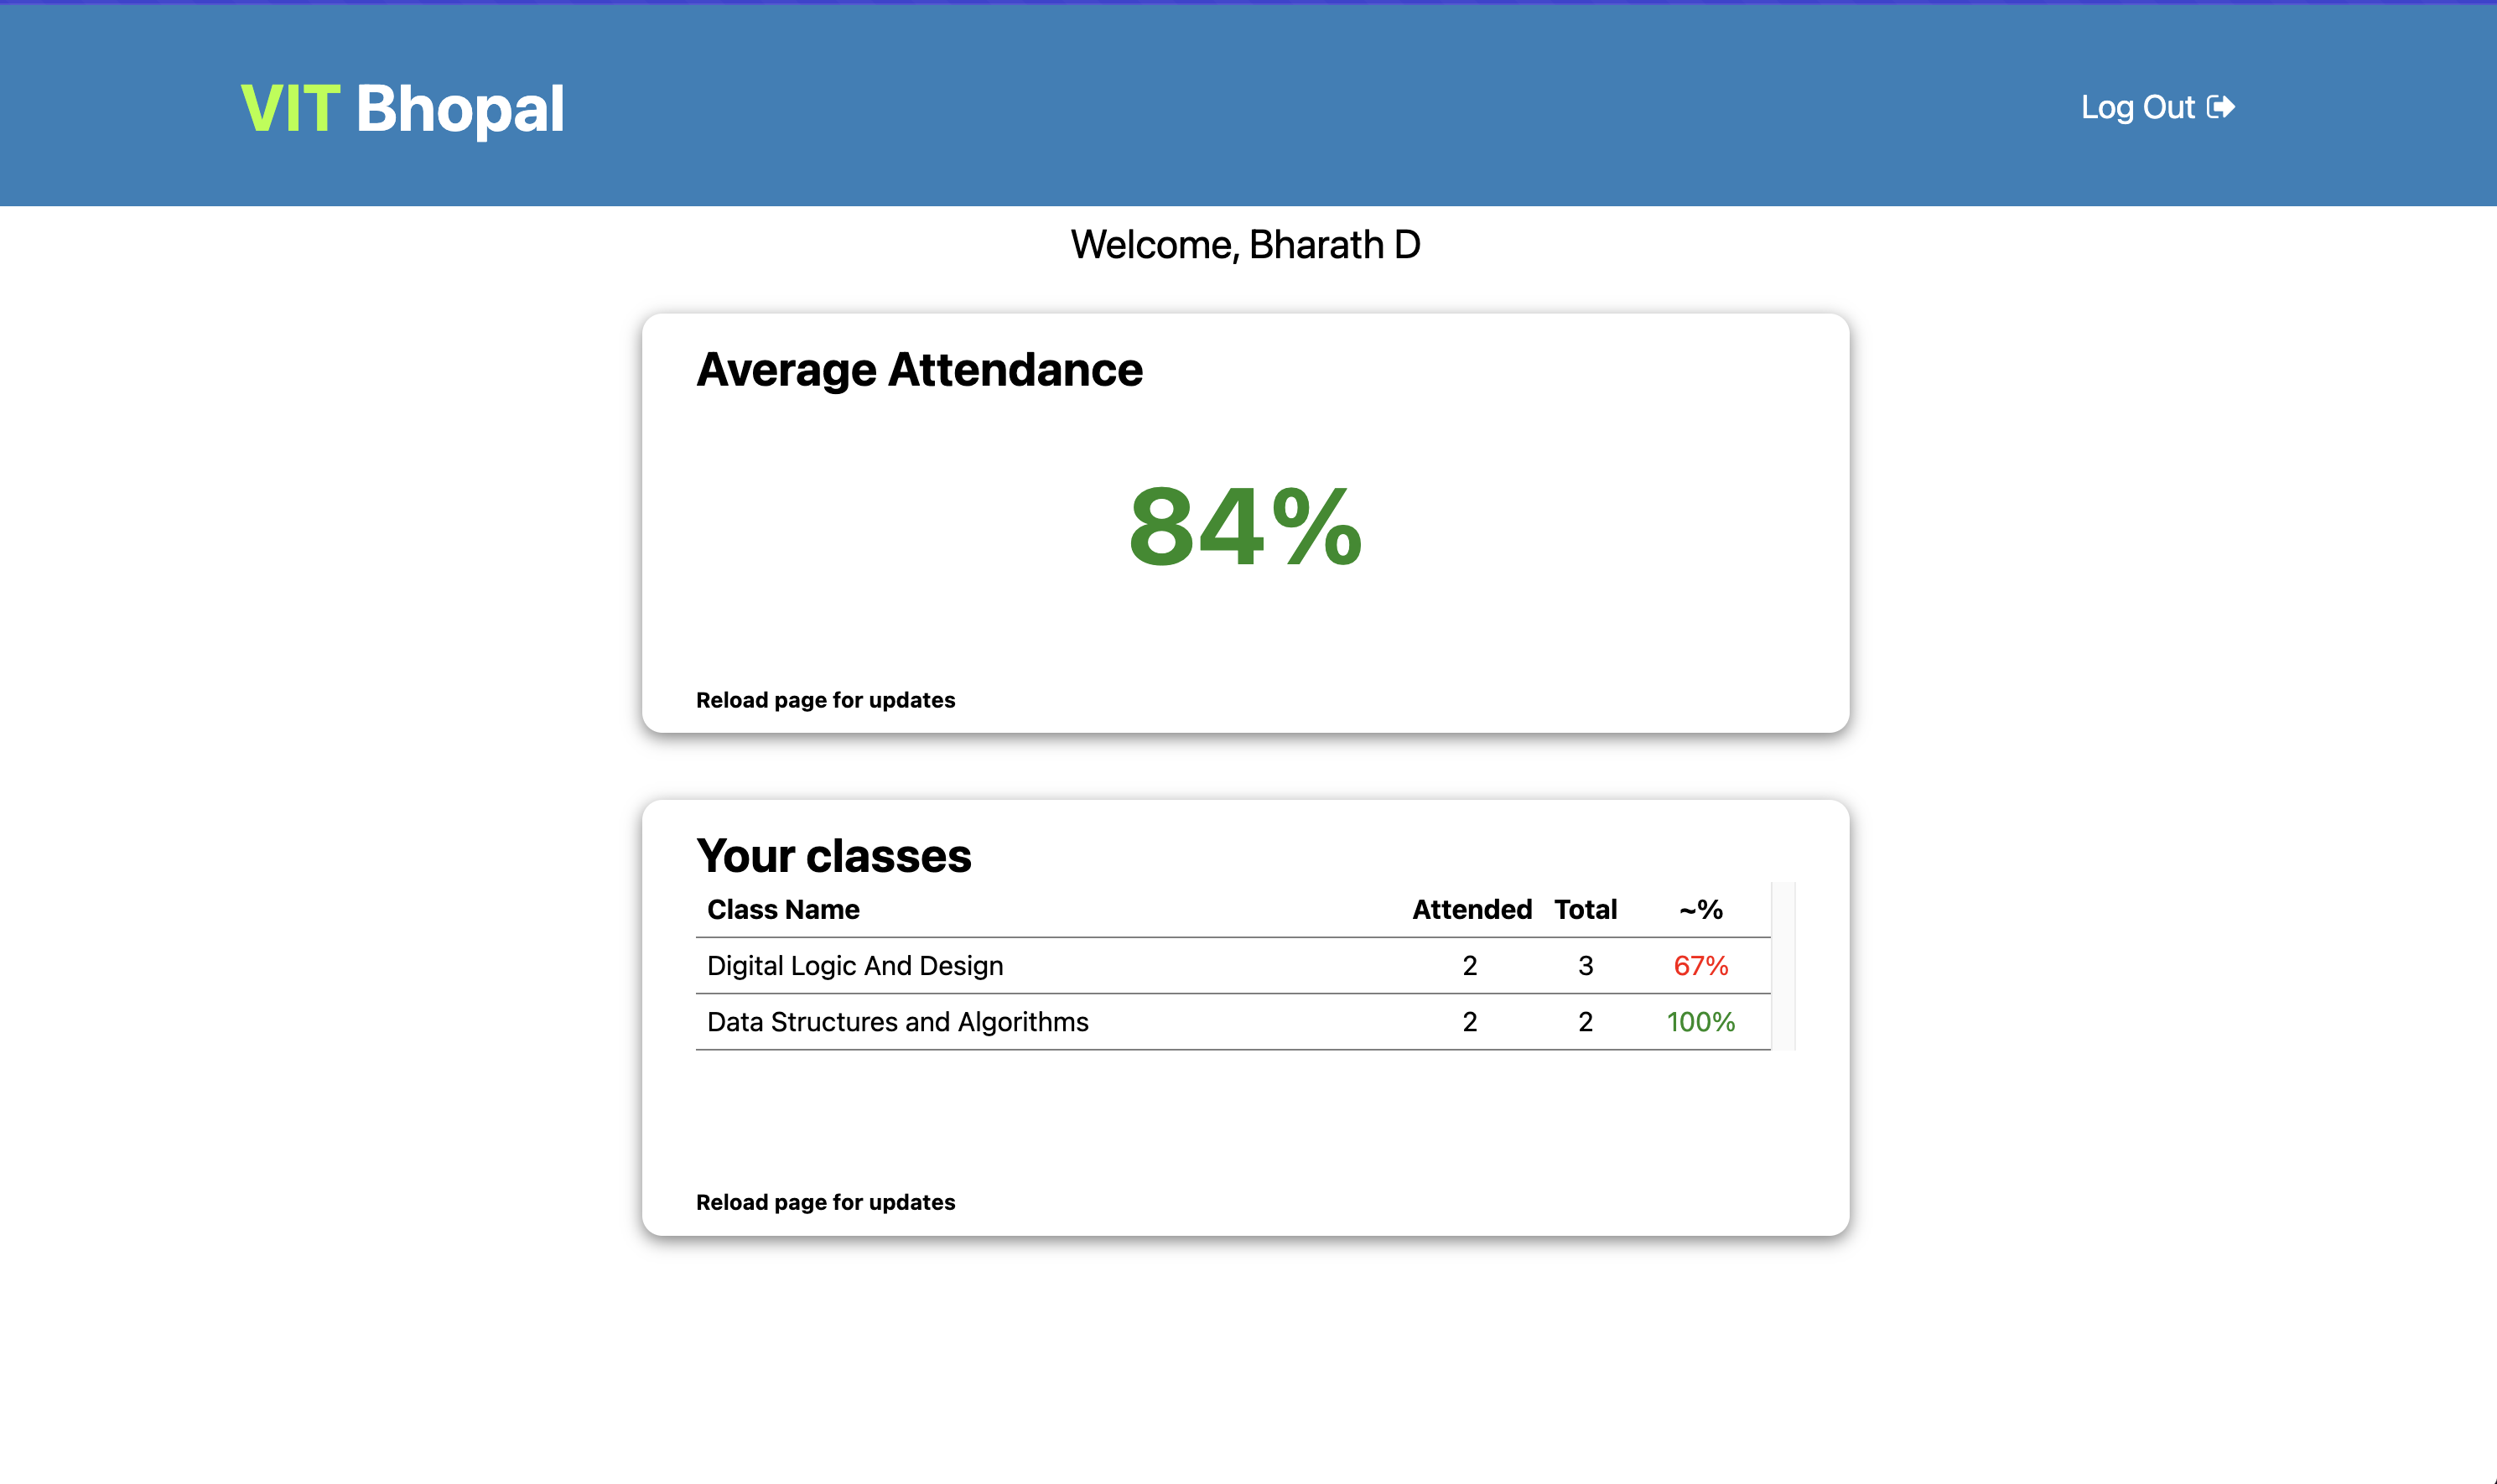 VIT Bhopal
Log Out
Welcome, Bharath D
Average Attendance
84%
Reload page for updates
Your classes
Class Name Attended Total ~%
Digital Logic And Design 2 3 67%
Data Structures and Algorithms 2 2 100%
Reload page for updates